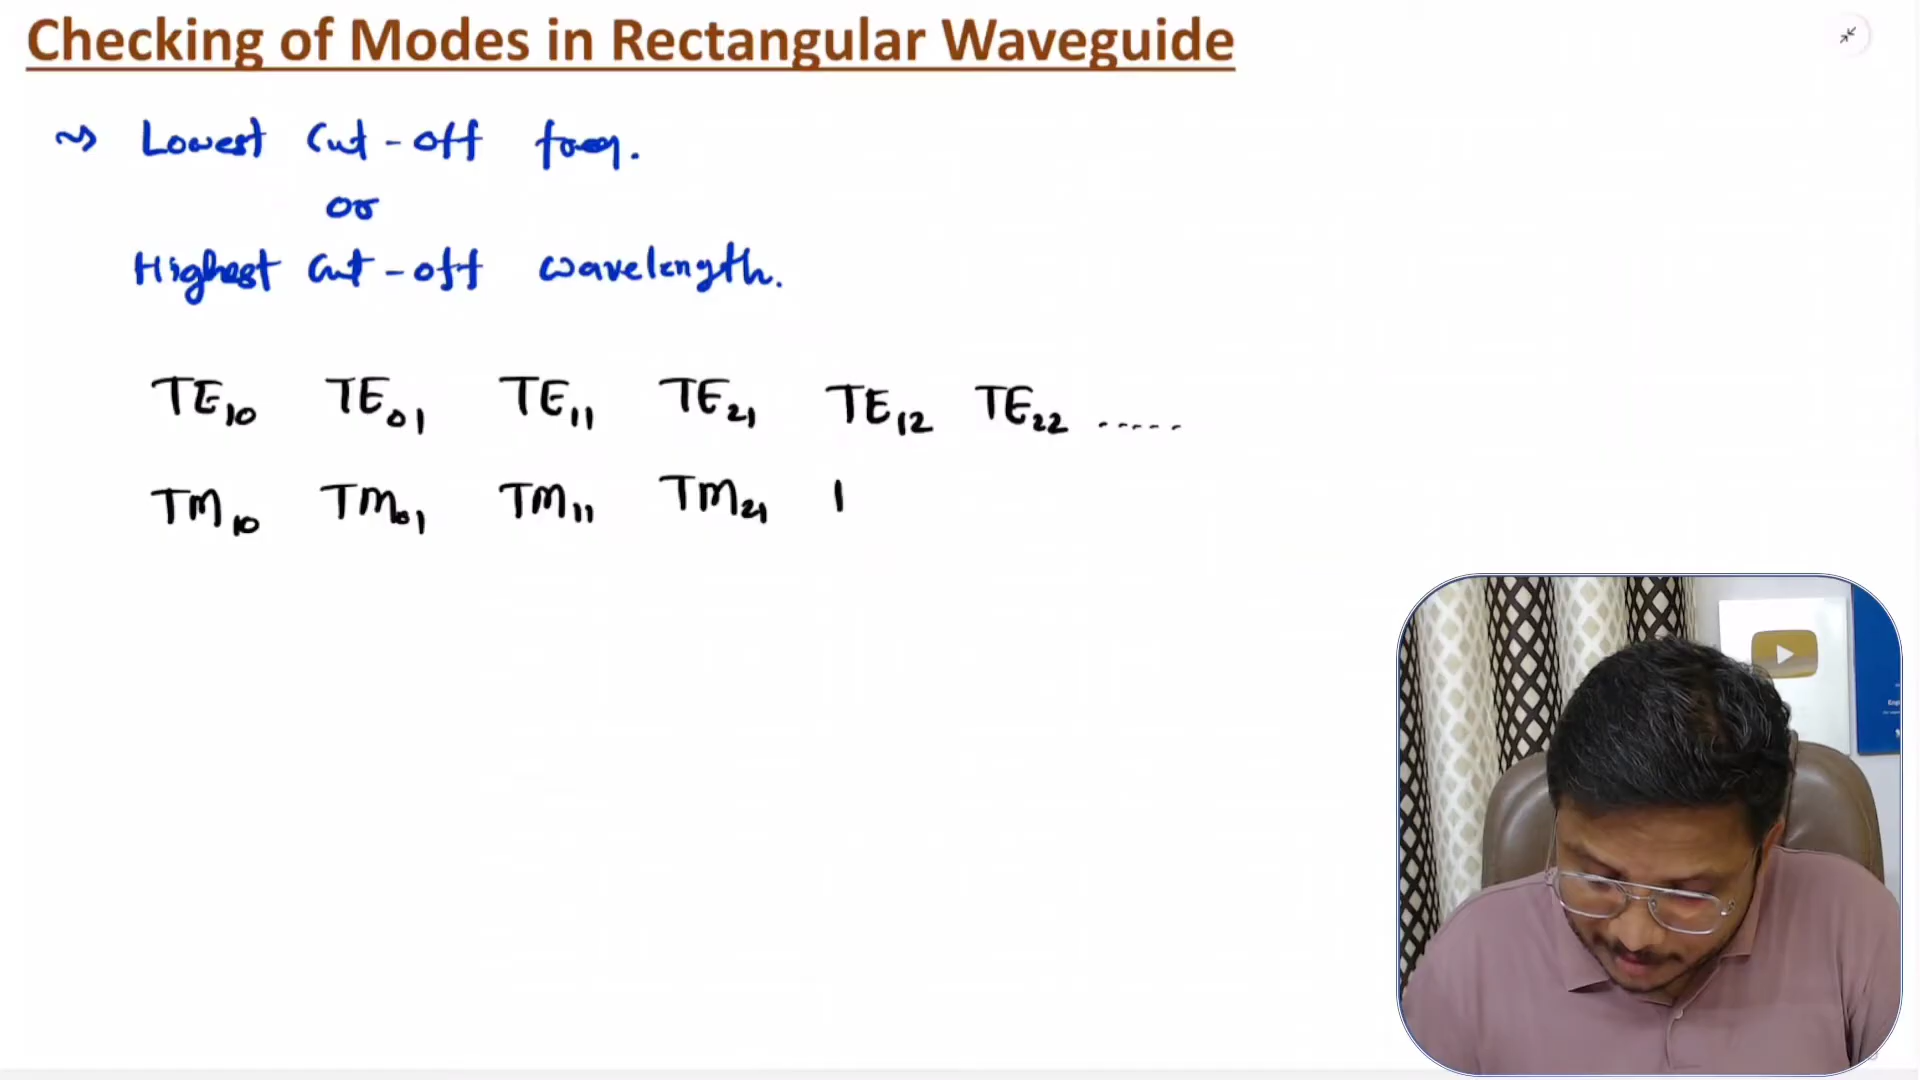 Checking of Modes in Rectangular Waveguide
Lowest Cut-off freq.
or
Highest Cut-off wavelength.
TE₁₀ TE₀₁ TE₁₁ TE₂₁ TE₁₂ TE₂₂ ......
TM₁₀ TM₀₁ TM₁₁ TM₂₁ I